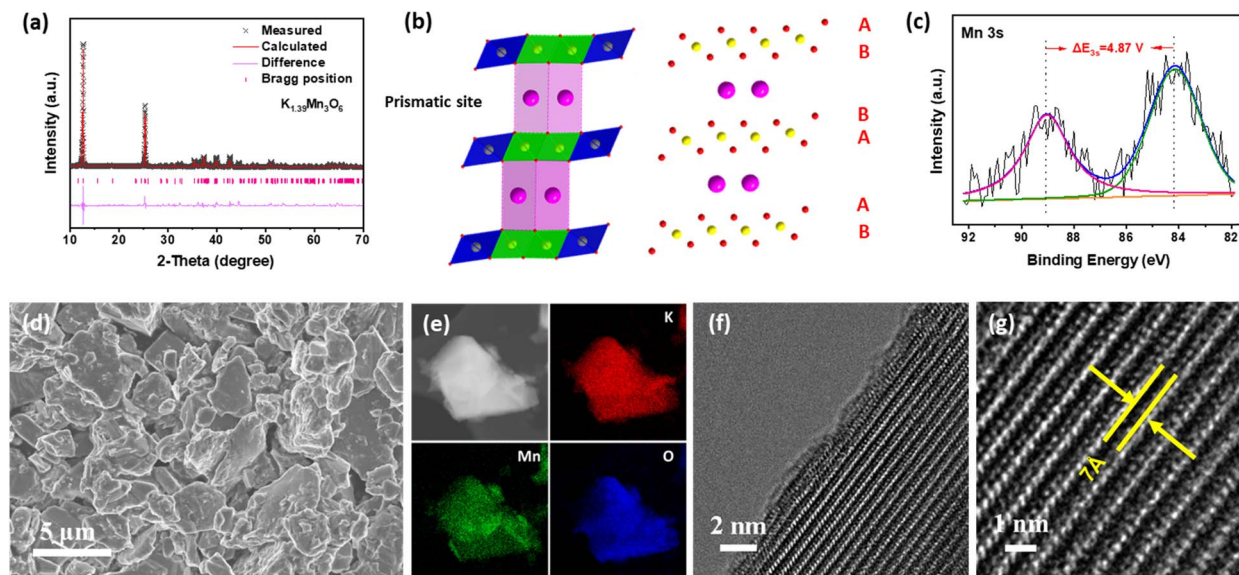 (a)
Intensity (a.u.)
Measured
Calculated
Difference
Bragg position
K1.39Mn3O6
10 20 30 40 50 60 70
2-Theta (degree)
(b)
Prismatic site
A
B
B
A
A
B
(c)
Mn 3s
ΔE3s=4.87 V
Intensity (a.u.)
92 90 88 86 84 82
Binding Energy (eV)
(d)
5 μm
(e)
K
Mn
O
(f)
2 nm
(g)
7Å
1 nm